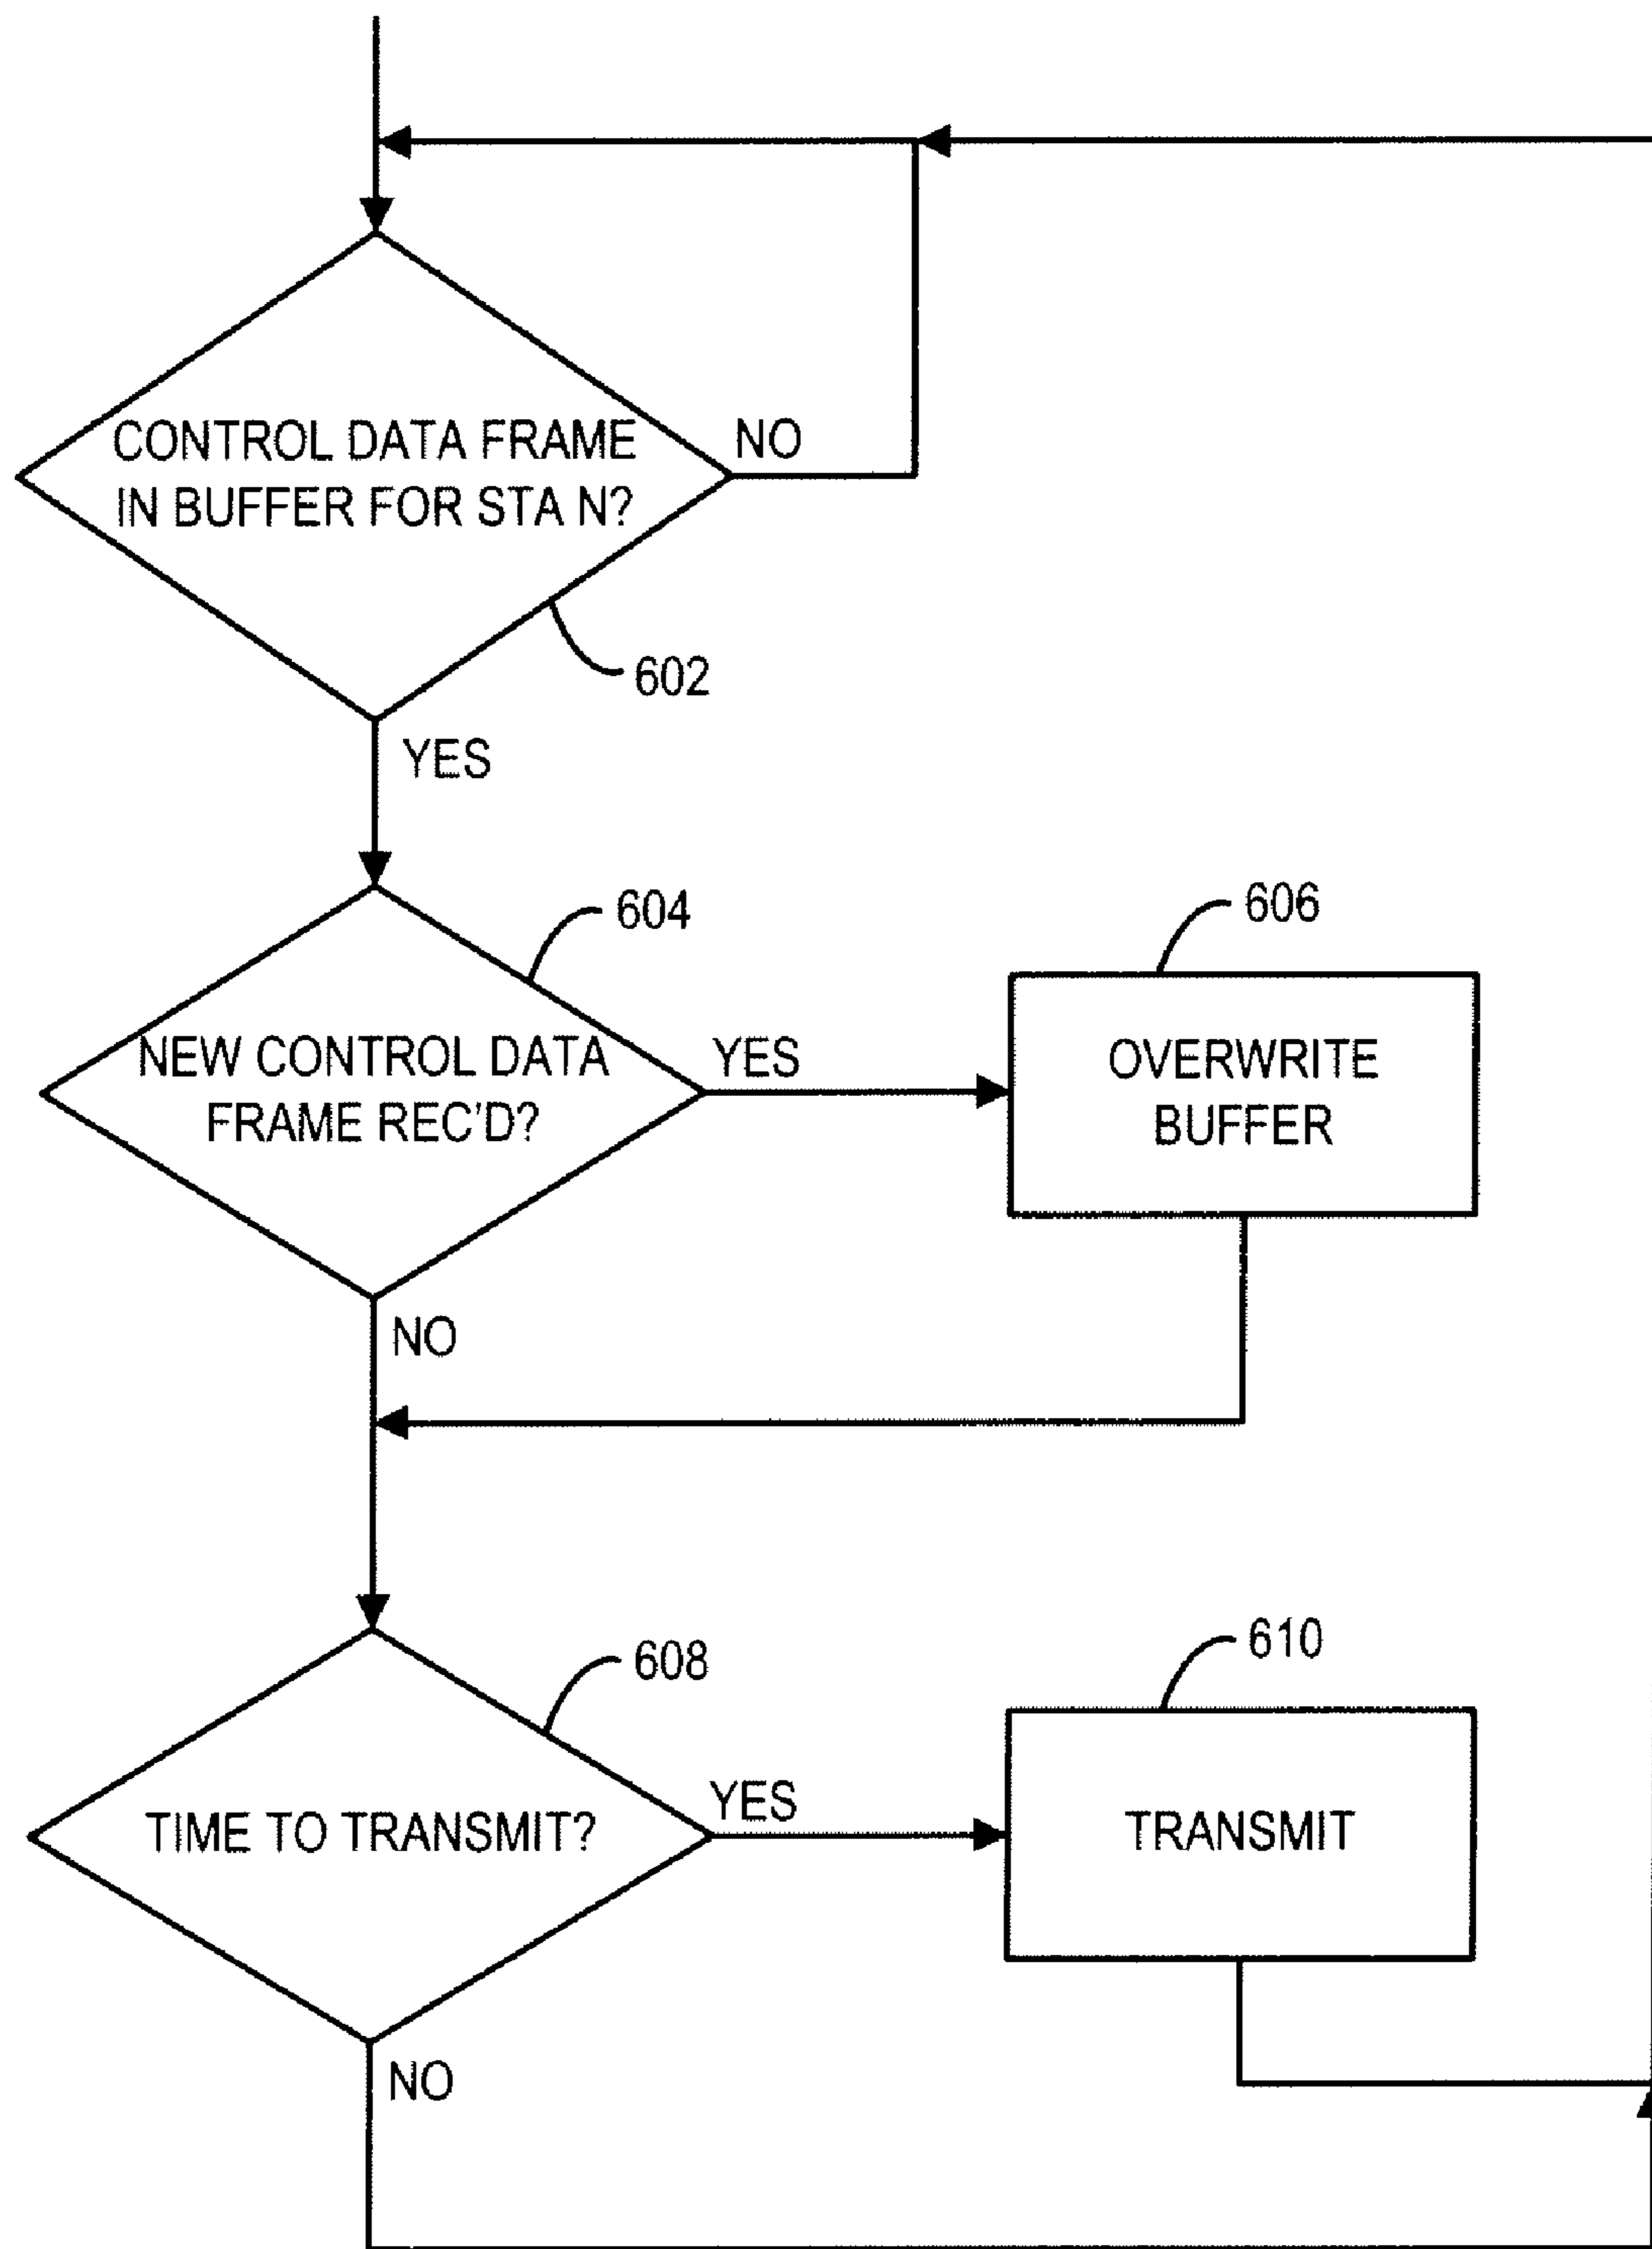 CONTROL DATA FRAME
IN BUFFER FOR STA N?
NO
602
YES
604
606
NEW CONTROL DATA
FRAME REC'D?
YES
OVERWRITE
BUFFER
NO
608
610
TIME TO TRANSMIT?
YES
TRANSMIT
NO